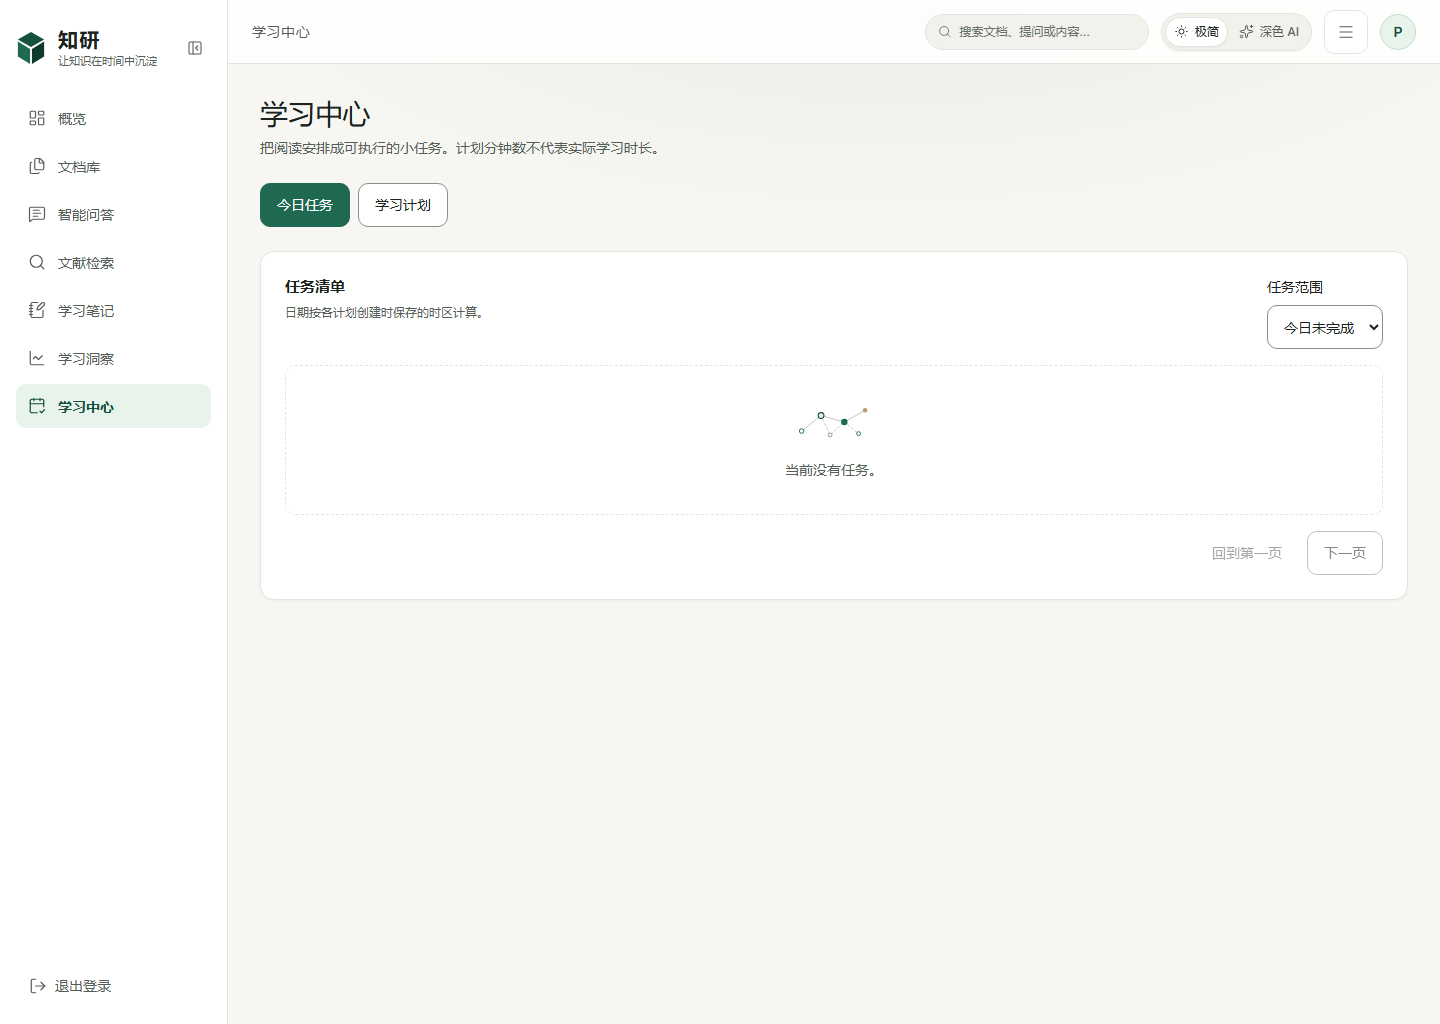 知研
让知识在时间中沉淀
概览
文档库
智能问答
文献检索
学习笔记
学习洞察
学习中心
退出登录
学习中心
搜索文档、提问或内容...
极简
深色 AI
P
学习中心
把阅读安排成可执行的小任务。计划分钟数不代表实际学习时长。
今日任务
学习计划
任务清单
日期按各计划创建时保存的时区计算。
任务范围
今日未完成
当前没有任务。
回到第一页
下一页